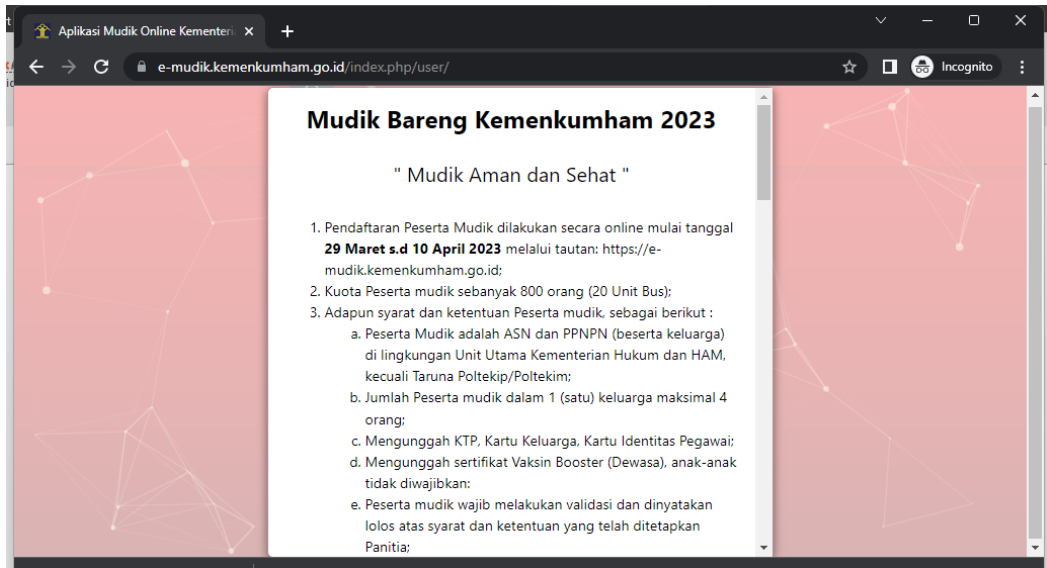 Aplikasi Mudik Online Kementeri
e-mudik.kemenkumham.go.id/index.php/user/
Incognito
Mudik Bareng Kemenkumham 2023
" Mudik Aman dan Sehat "
1. Pendaftaran Peserta Mudik dilakukan secara online mulai tanggal
29 Maret s.d 10 April 2023 melalui tautan: https://e-
mudik.kemenkumham.go.id;
2. Kuota Peserta mudik sebanyak 800 orang (20 Unit Bus);
3. Adapun syarat dan ketentuan Peserta mudik, sebagai berikut :
a. Peserta Mudik adalah ASN dan PPNPN (beserta keluarga)
di lingkungan Unit Utama Kementerian Hukum dan HAM,
kecuali Taruna Poltekip/Poltekim;
b. Jumlah Peserta mudik dalam 1 (satu) keluarga maksimal 4
orang;
c. Mengunggah KTP, Kartu Keluarga, Kartu Identitas Pegawai;
d. Mengunggah sertifikat Vaksin Booster (Dewasa), anak-anak
tidak diwajibkan:
e. Peserta mudik wajib melakukan validasi dan dinyatakan
lolos atas syarat dan ketentuan yang telah ditetapkan
Panitia;